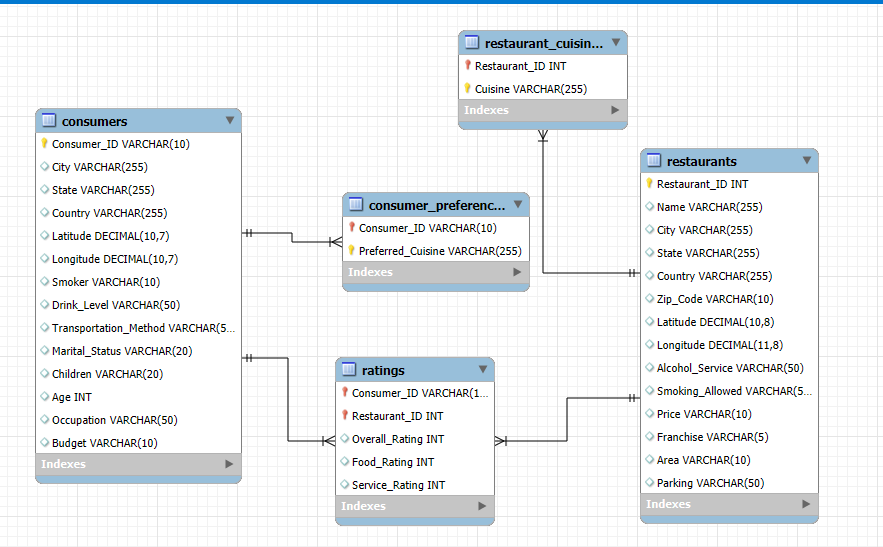 restaurant_cuisin...
Restaurant_ID INT
Cuisine VARCHAR(255)
Indexes
consumers
Consumer_ID VARCHAR(10)
City VARCHAR(255)
State VARCHAR(255)
Country VARCHAR(255)
Latitude DECIMAL(10,7)
Longitude DECIMAL(10,7)
Smoker VARCHAR(10)
Drink_Level VARCHAR(50)
Transportation_Method VARCHAR(5...
Marital_Status VARCHAR(20)
Children VARCHAR(20)
Age INT
Occupation VARCHAR(50)
Budget VARCHAR(10)
Indexes
consumer_preferenc...
Consumer_ID VARCHAR(10)
Preferred_Cuisine VARCHAR(255)
Indexes
ratings
Consumer_ID VARCHAR(1...
Restaurant_ID INT
Overall_Rating INT
Food_Rating INT
Service_Rating INT
Indexes
restaurants
Restaurant_ID INT
Name VARCHAR(255)
City VARCHAR(255)
State VARCHAR(255)
Country VARCHAR(255)
Zip_Code VARCHAR(10)
Latitude DECIMAL(10,8)
Longitude DECIMAL(11,8)
Alcohol_Service VARCHAR(50)
Smoking_Allowed VARCHAR(5...
Price VARCHAR(10)
Franchise VARCHAR(5)
Area VARCHAR(10)
Parking VARCHAR(50)
Indexes